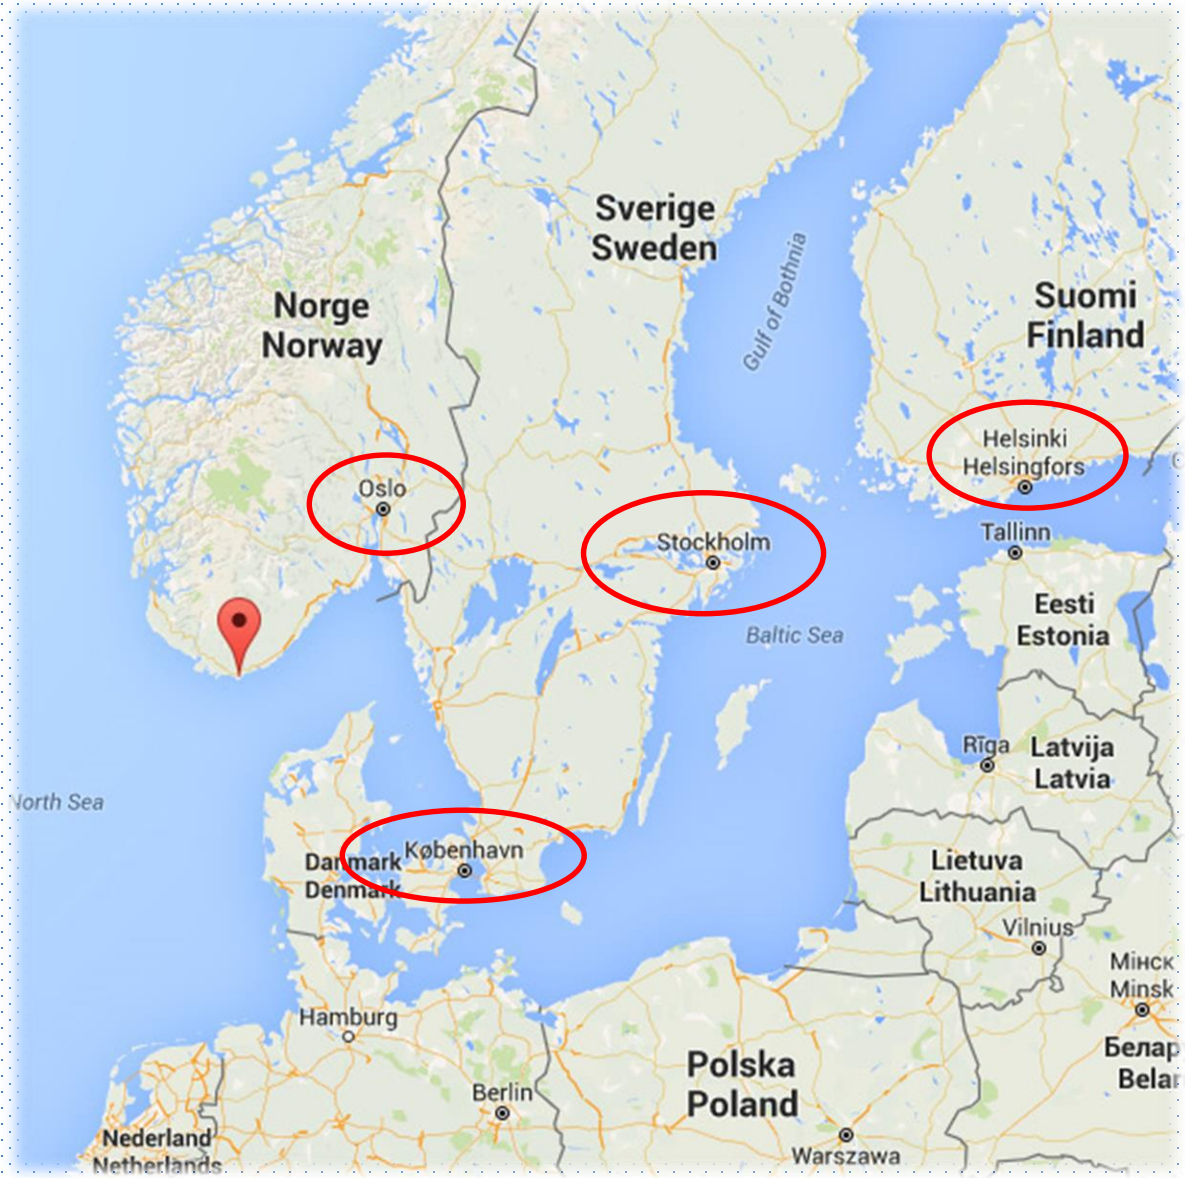 Sverige
Sweden
Gulf of Bothnia
Norge
Norway
Suomi
Finland
Helsinki
Helsingfors
Oslo
Stockholm
Tallinn
Eesti
Estonia
Baltic Sea
Rīga
Latvija
Latvia
North Sea
København
Danmark
Denmark
Lietuva
Lithuania
Vilnius
Мінск
Minsk
Hamburg
Белар
Belar
Polska
Poland
Berlin
Nederland
Netherlands
Warszawa